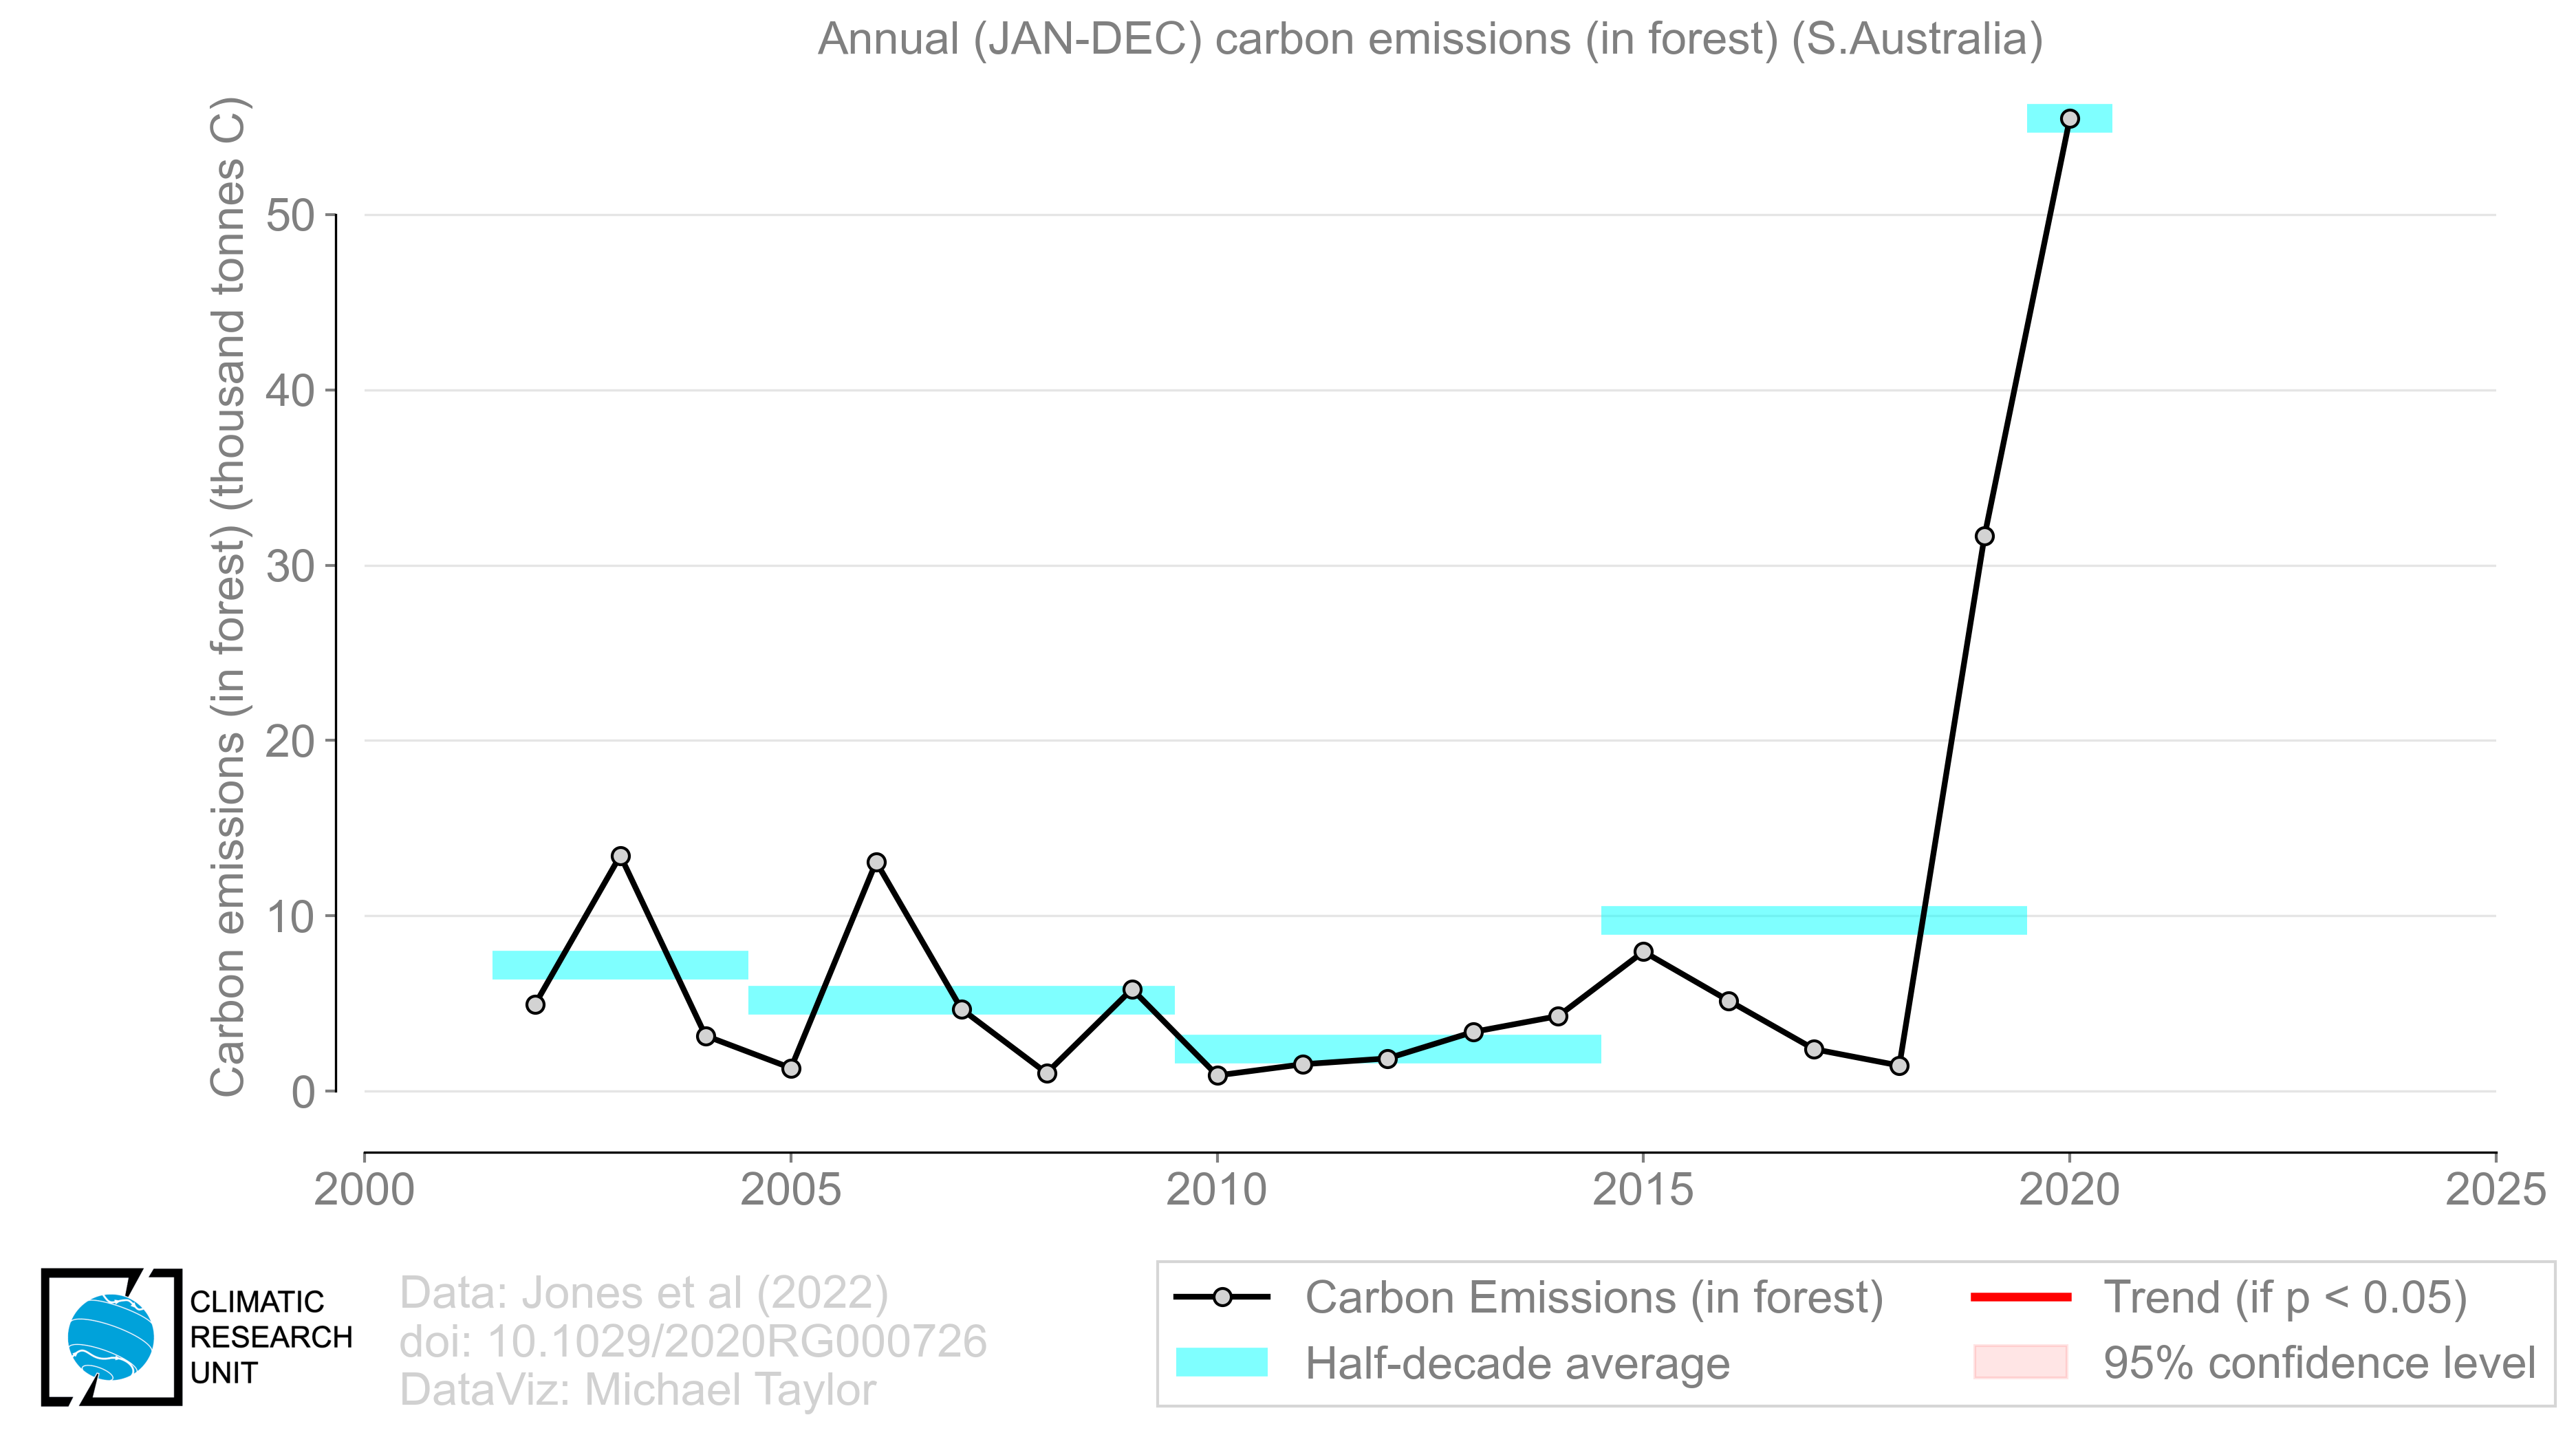 Annual (JAN-DEC) carbon emissions (in forest) (S.Australia)
Carbon emissions (in forest) (thousand tonnes C)
50
40
30
20
10
0
2000
2005
2010
2015
2020
2025
CLIMATIC
RESEARCH
UNIT
Data: Jones et al (2022)
doi: 10.1029/2020RG000726
DataViz: Michael Taylor
Carbon Emissions (in forest)
Half-decade average
Trend (if p < 0.05)
95% confidence level